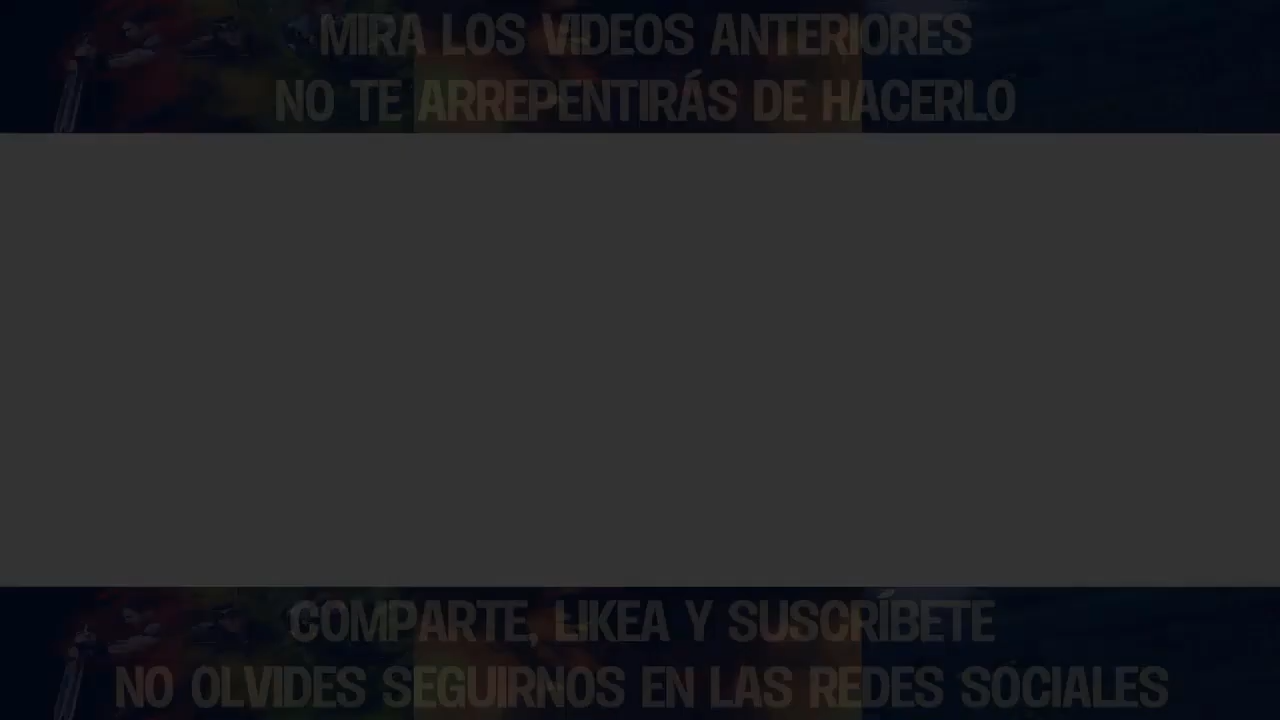 MIRA LOS VIDEOS ANTERIORES
NO TE ARREPENTIRÁS DE HACERLO
COMPARTE, LIKEA Y SUSCRÍBETE
NO OLVIDES SEGUIRNOS EN LAS REDES SOCIALES